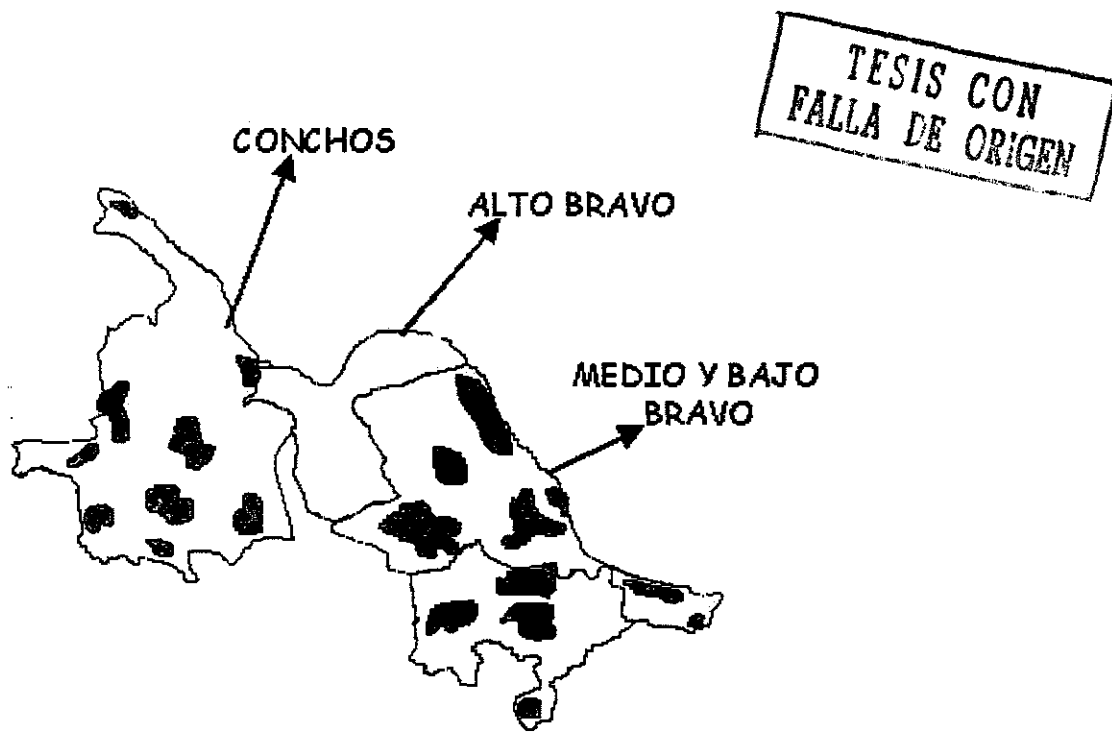 TESIS CON
FALLA DE ORIGEN
CONCHOS
ALTO BRAVO
MEDIO Y BAJO
BRAVO